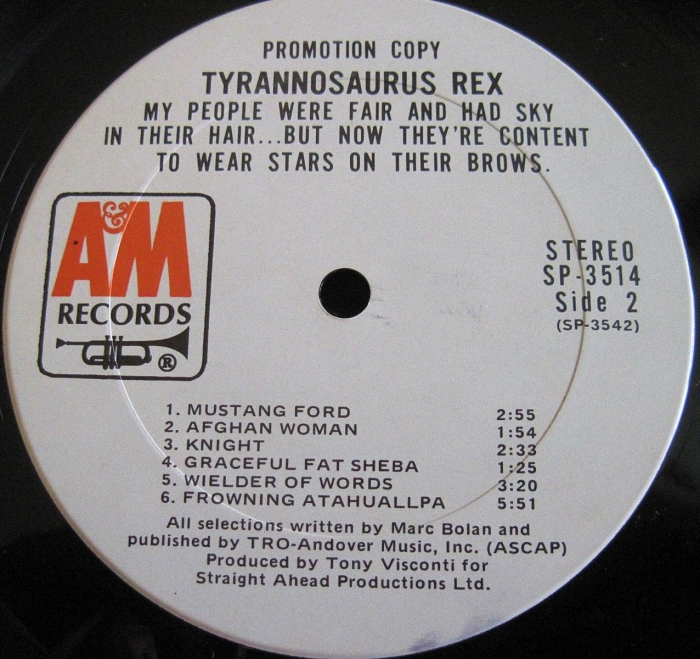 PROMOTION COPY
TYRANNOSAURUS REX
MY PEOPLE WERE FAIR AND HAD SKY
IN THEIR HAIR...BUT NOW THEY'RE CONTENT
TO WEAR STARS ON THEIR BROWS.
A&M
RECORDS
®
STEREO
SP-3514
Side 2
(SP-3542)
1. MUSTANG FORD 2:55
2. AFGHAN WOMAN 1:54
3. KNIGHT 2:33
4. GRACEFUL FAT SHEBA 1:25
5. WIELDER OF WORDS 3:20
6. FROWNING ATAHUALLPA 5:51
All selections written by Marc Bolan and
published by TRO-Andover Music, Inc. (ASCAP)
Produced by Tony Visconti for
Straight Ahead Productions Ltd.